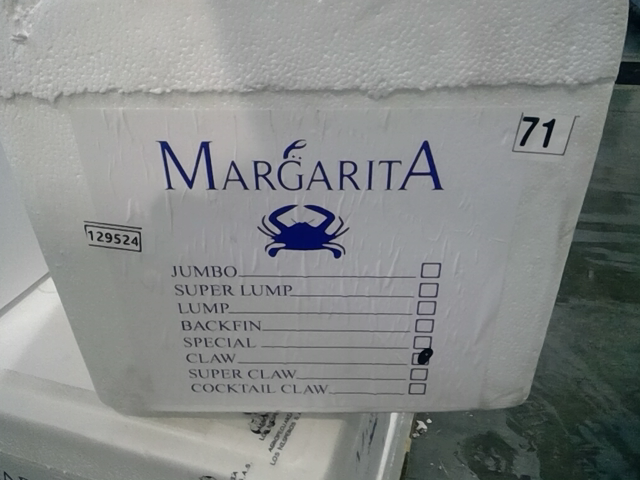 71
MARGARITA
129524
JUMBO
SUPER LUMP
LUMP
BACKFIN
SPECIAL
CLAW
SUPER CLAW
COCKTAIL CLAW